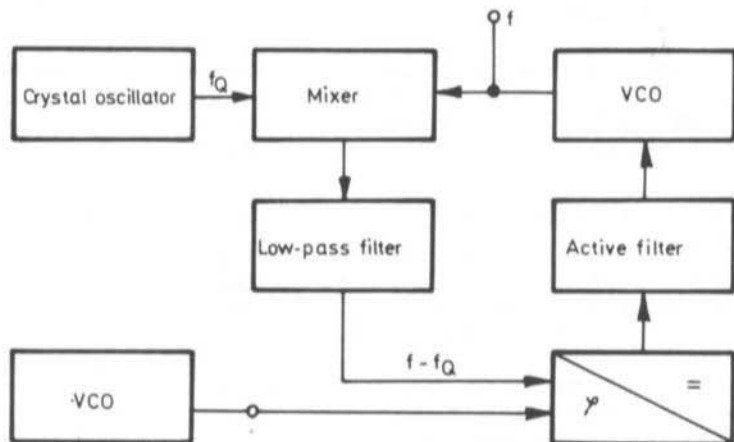 f
Crystal oscillator
f_Q
Mixer
VCO
Low-pass filter
Active filter
f - f_Q
VCO
φ
=